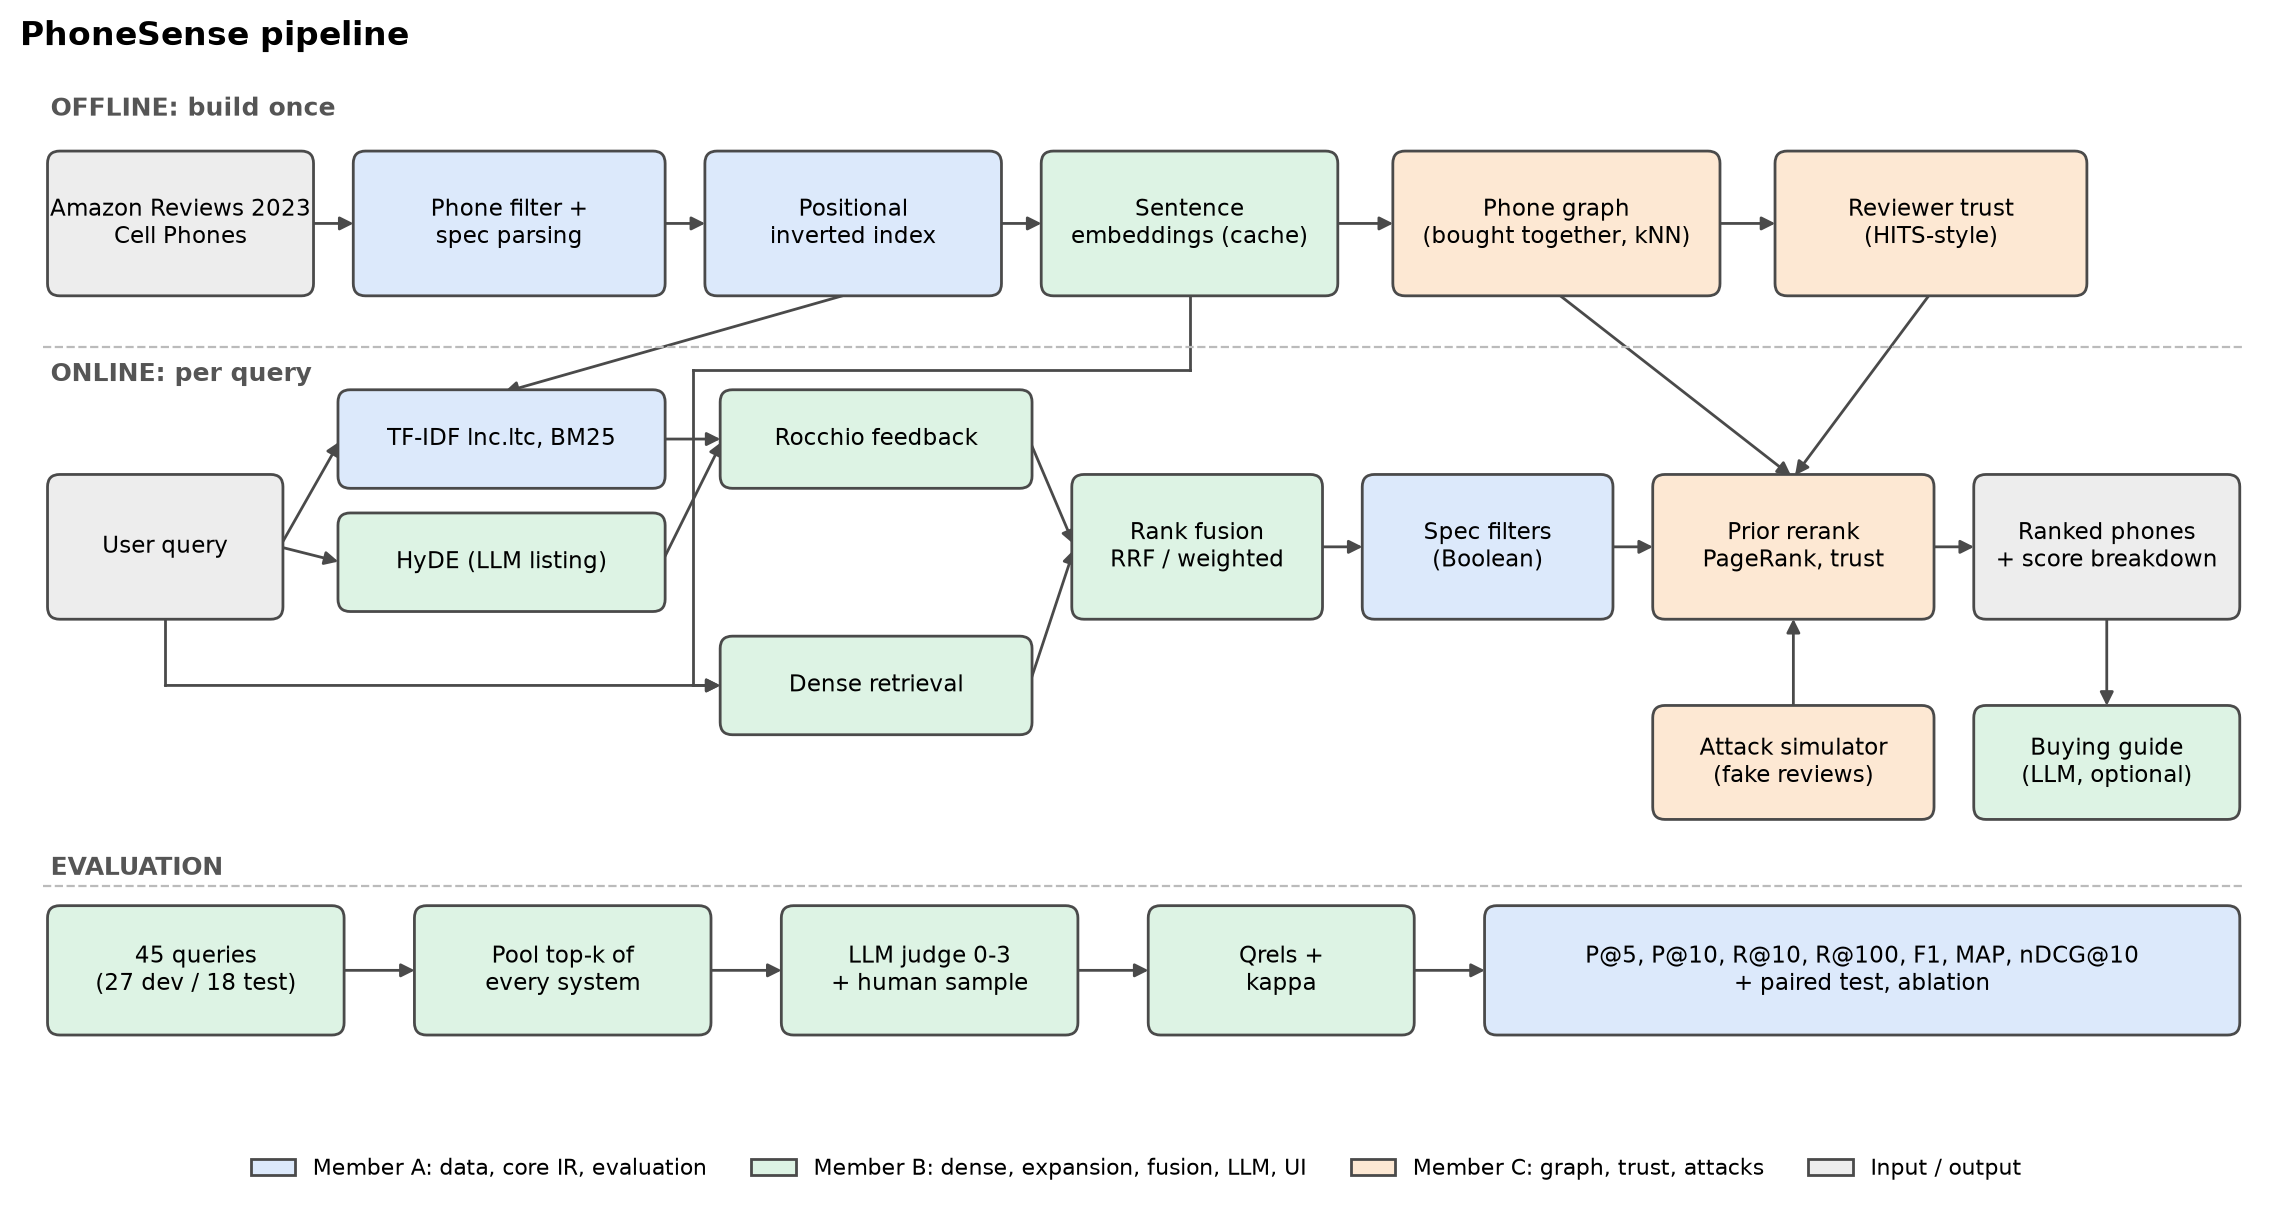 PhoneSense pipeline
OFFLINE: build once
Amazon Reviews 2023
Cell Phones
Phone filter +
spec parsing
Positional
inverted index
Sentence
embeddings (cache)
Phone graph
(bought together, kNN)
Reviewer trust
(HITS-style)
ONLINE: per query
User query
TF-IDF lnc.ltc, BM25
HyDE (LLM listing)
Rocchio feedback
Dense retrieval
Rank fusion
RRF / weighted
Spec filters
(Boolean)
Prior rerank
PageRank, trust
Ranked phones
+ score breakdown
Attack simulator
(fake reviews)
Buying guide
(LLM, optional)
EVALUATION
45 queries
(27 dev / 18 test)
Pool top-k of
every system
LLM judge 0-3
+ human sample
Qrels +
kappa
P@5, P@10, R@10, R@100, F1, MAP, nDCG@10
+ paired test, ablation
Member A: data, core IR, evaluation
Member B: dense, expansion, fusion, LLM, UI
Member C: graph, trust, attacks
Input / output